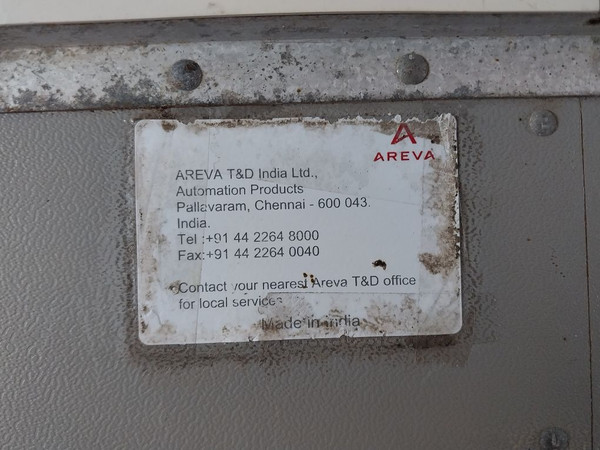 AREVA
AREVA T&D India Ltd.,
Automation Products
Pallavaram, Chennai - 600 043.
India.
Tel :+91 44 2264 8000
Fax:+91 44 2264 0040
Contact your nearest Areva T&D office
for local services
Made in India